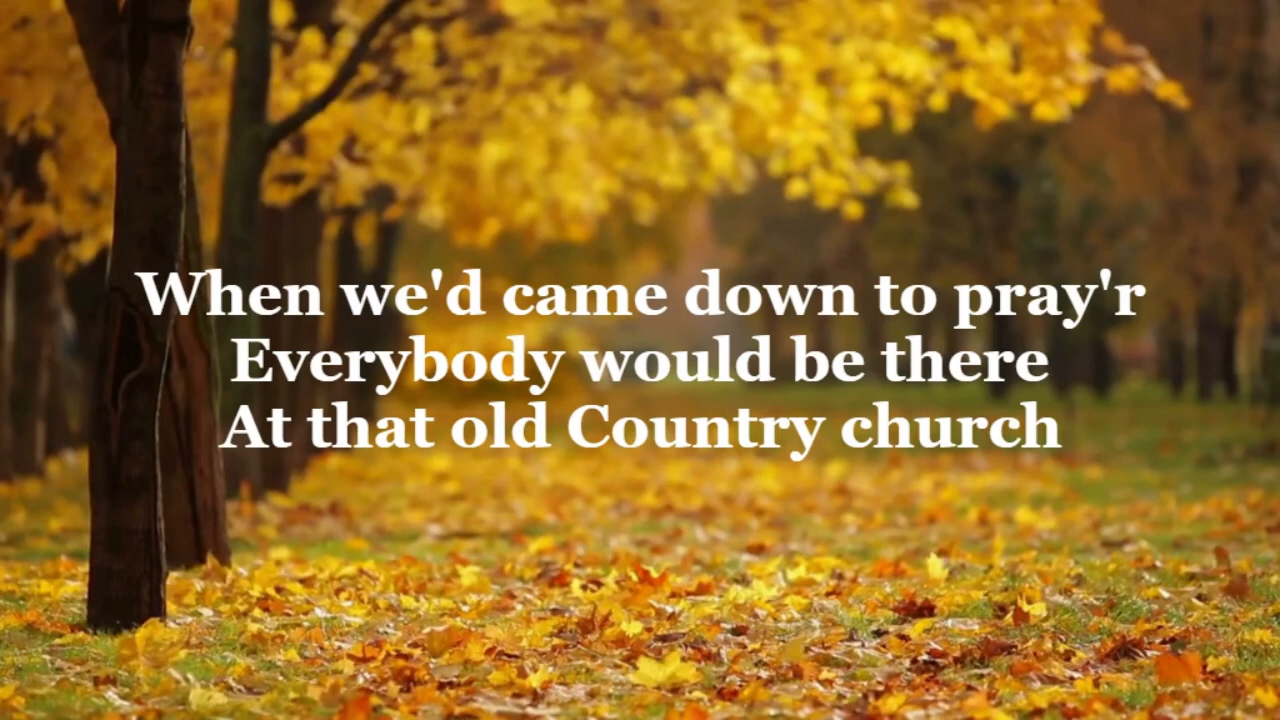 When we'd came down to pray'r
Everybody would be there
At that old Country church